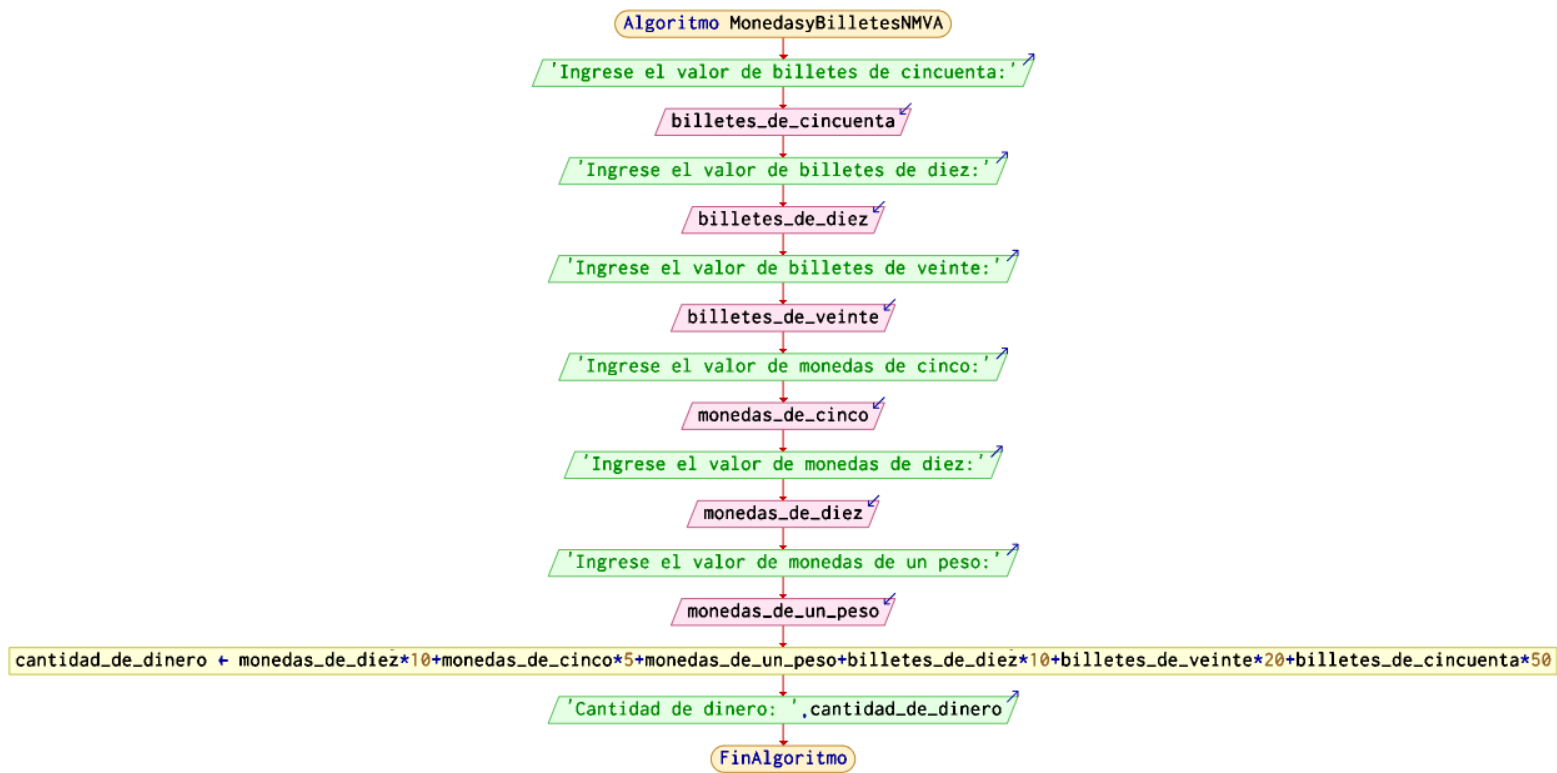 Algoritmo MonedasyBilletesNMVA
'Ingrese el valor de billetes de cincuenta:'
billetes_de_cincuenta
'Ingrese el valor de billetes de diez:'
billetes_de_diez
'Ingrese el valor de billetes de veinte:'
billetes_de_veinte
'Ingrese el valor de monedas de cinco:'
monedas_de_cinco
'Ingrese el valor de monedas de diez:'
monedas_de_diez
'Ingrese el valor de monedas de un peso:'
monedas_de_un_peso
cantidad_de_dinero ← monedas_de_diez*10+monedas_de_cinco*5+monedas_de_un_peso+billetes_de_diez*10+billetes_de_veinte*20+billetes_de_cincuenta*50
'Cantidad de dinero: ',cantidad_de_dinero
FinAlgoritmo